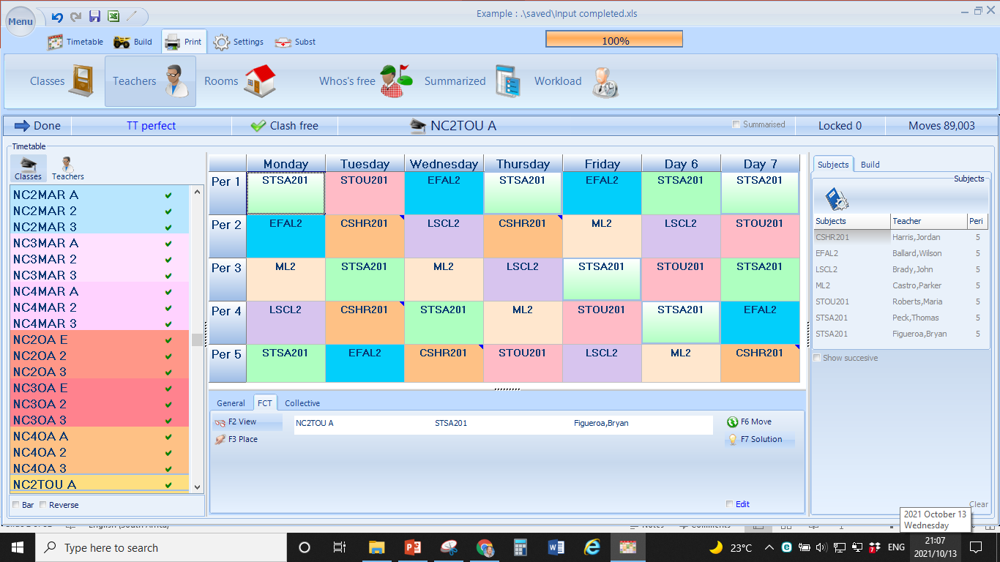 Menu
Example : .\saved\Input completed.xls
Timetable Build Print Settings Subst
100%
Classes Teachers Rooms Whos's free Summarized Workload
Done TT perfect Clash free NC2TOU A Summarised Locked 0 Moves 89,003
Timetable
Classes Teachers
NC2MAR A
NC2MAR 2
NC2MAR 3
NC3MAR A
NC3MAR 2
NC3MAR 3
NC4MAR A
NC4MAR 2
NC4MAR 3
NC2OA E
NC2OA 2
NC2OA 3
NC3OA E
NC3OA 2
NC3OA 3
NC4OA A
NC4OA 2
NC4OA 3
NC2TOU A
Bar Reverse
Monday Tuesday Wednesday Thursday Friday Day 6 Day 7
Per 1 STSA201 STOU201 EFAL2 STSA201 EFAL2 STSA201 STSA201
Per 2 EFAL2 CSHR201 LSCL2 CSHR201 ML2 LSCL2 STOU201
Per 3 ML2 STSA201 ML2 LSCL2 STSA201 STOU201 STSA201
Per 4 LSCL2 CSHR201 STSA201 ML2 STOU201 STSA201 EFAL2
Per 5 STSA201 EFAL2 CSHR201 STOU201 LSCL2 ML2 CSHR201
General FCT Collective
F2 View NC2TOU A STSA201 Figueroa,Bryan F6 Move
F3 Place F7 Solution
Edit
Subjects Build
Subjects
Subjects Teacher Peri
CSHR201 Harris,Jordan 5
EFAL2 Ballard,Wilson 5
LSCL2 Brady,John 5
ML2 Castro,Parker 5
STOU201 Roberts,Maria 5
STSA201 Peck,Thomas 5
STSA201 Figueroa,Bryan 5
Show succesive
Clear
2021 October 13
Wednesday
English (South Africa) Notes Comments
Type here to search 23°C ENG 21:07
2021/10/13